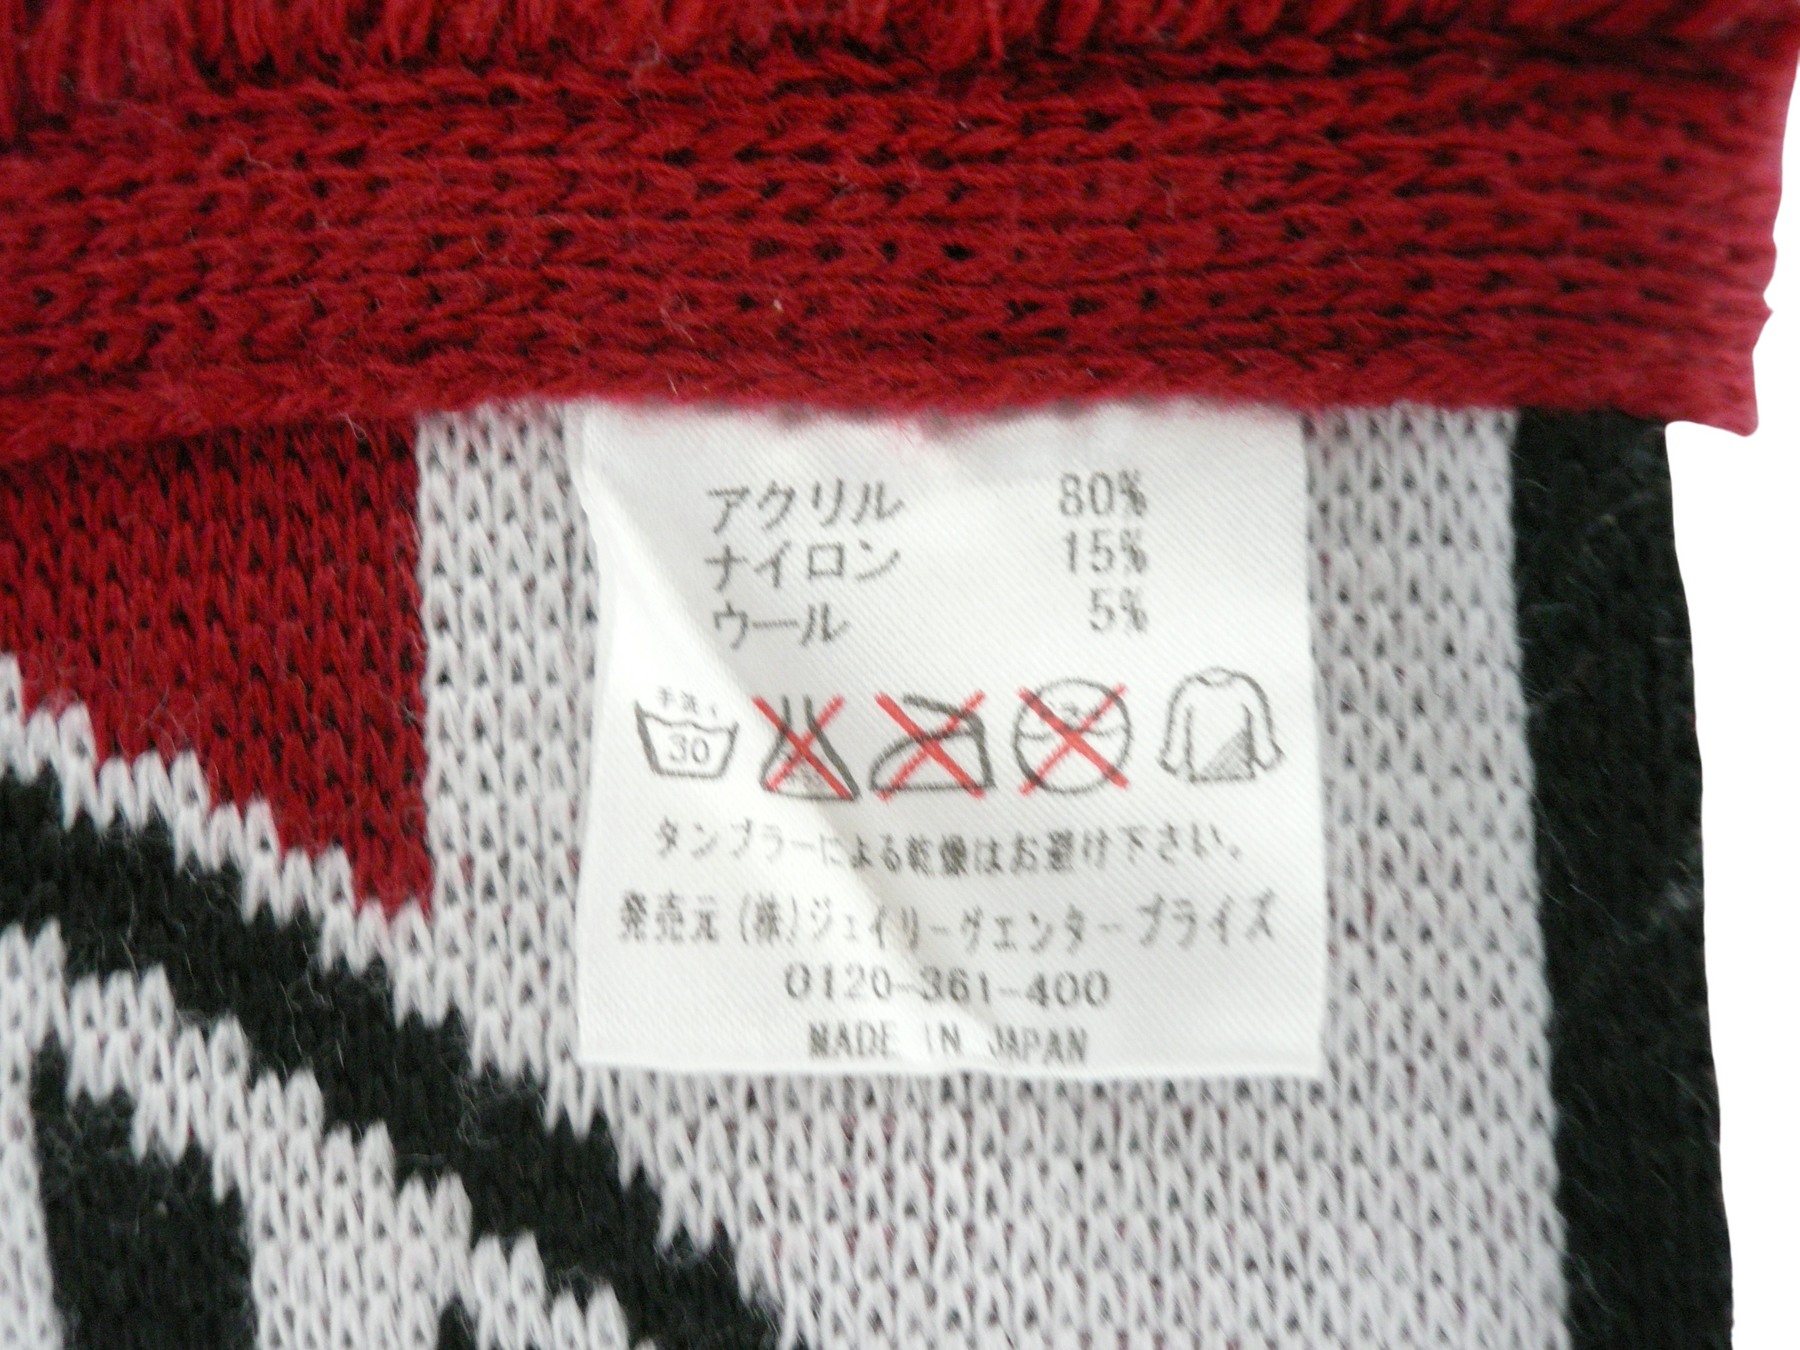 アクリル 80%
ナイロン 15%
ウール 5%
手洗イ
30
タンブラーによる乾燥はお避け下さい。
発売元 (株)ジェイリーグエンタープライズ
0120-361-400
MADE IN JAPAN